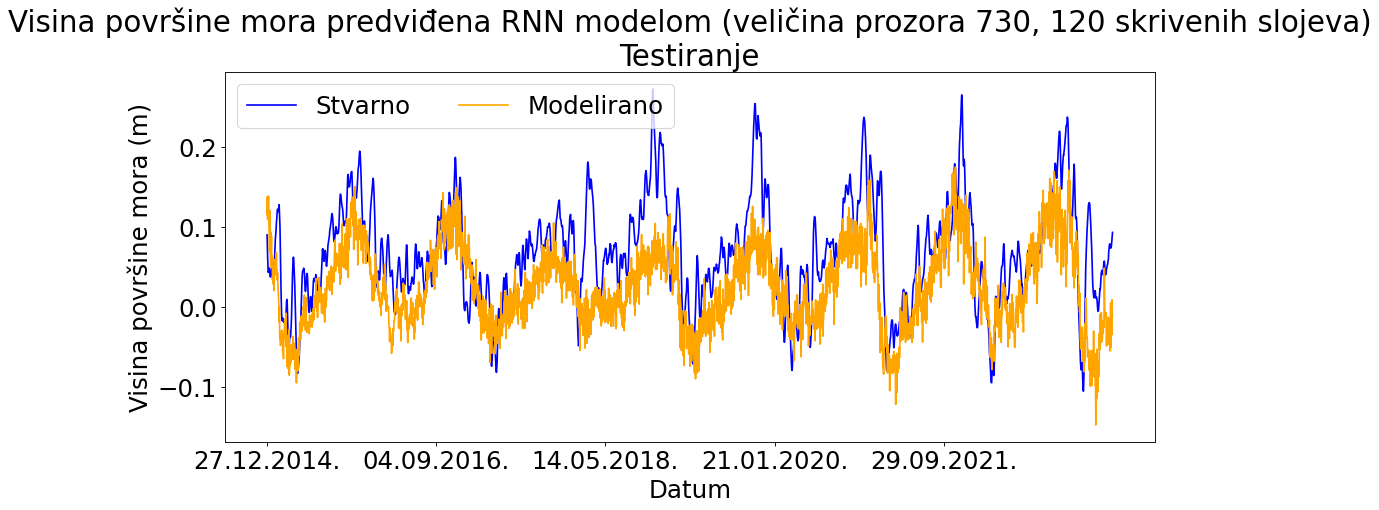 Visina površine mora predviđena RNN modelom (veličina prozora 730, 120 skrivenih slojeva)
Testiranje
Stvarno Modelirano
Visina površine mora (m)
0.2
0.1
0.0
−0.1
27.12.2014. 04.09.2016. 14.05.2018. 21.01.2020. 29.09.2021.
Datum